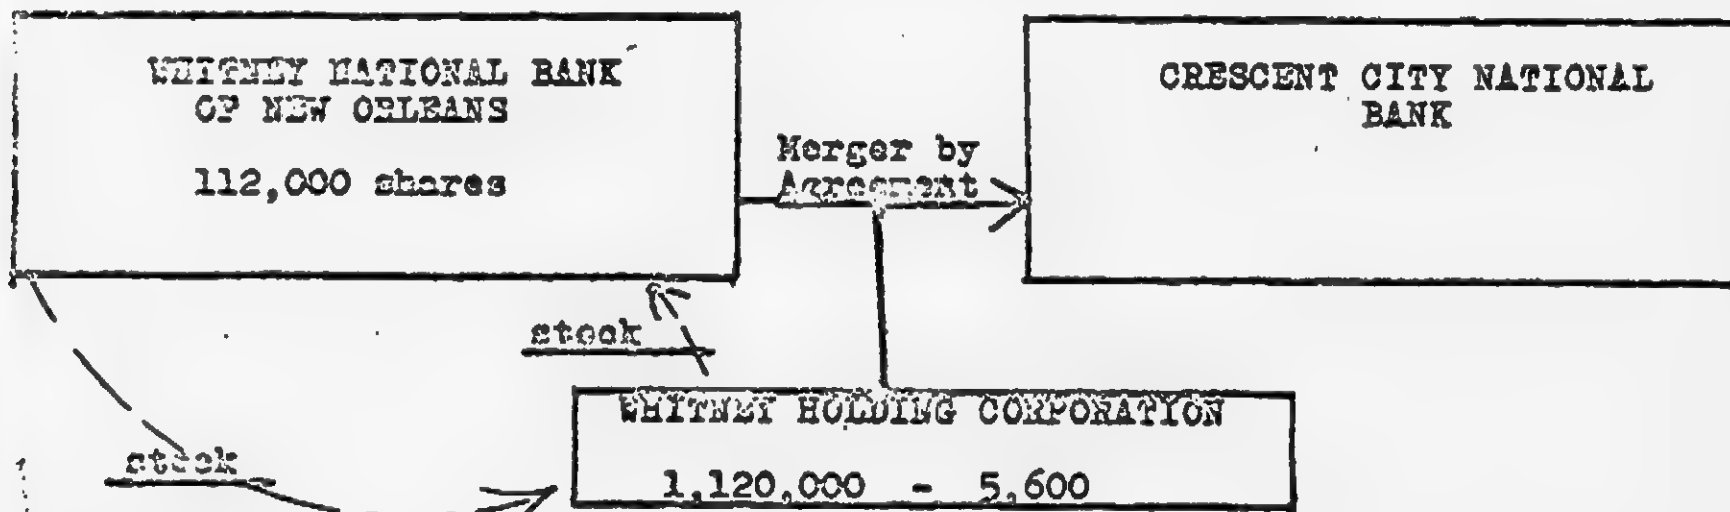 WHITNEY NATIONAL BANK
OF NEW ORLEANS
112,000 shares
Merger by
Agreement
CRESCENT CITY NATIONAL
BANK
stock
WHITNEY HOLDING CORPORATION
1,120,000 - 5,600
stock